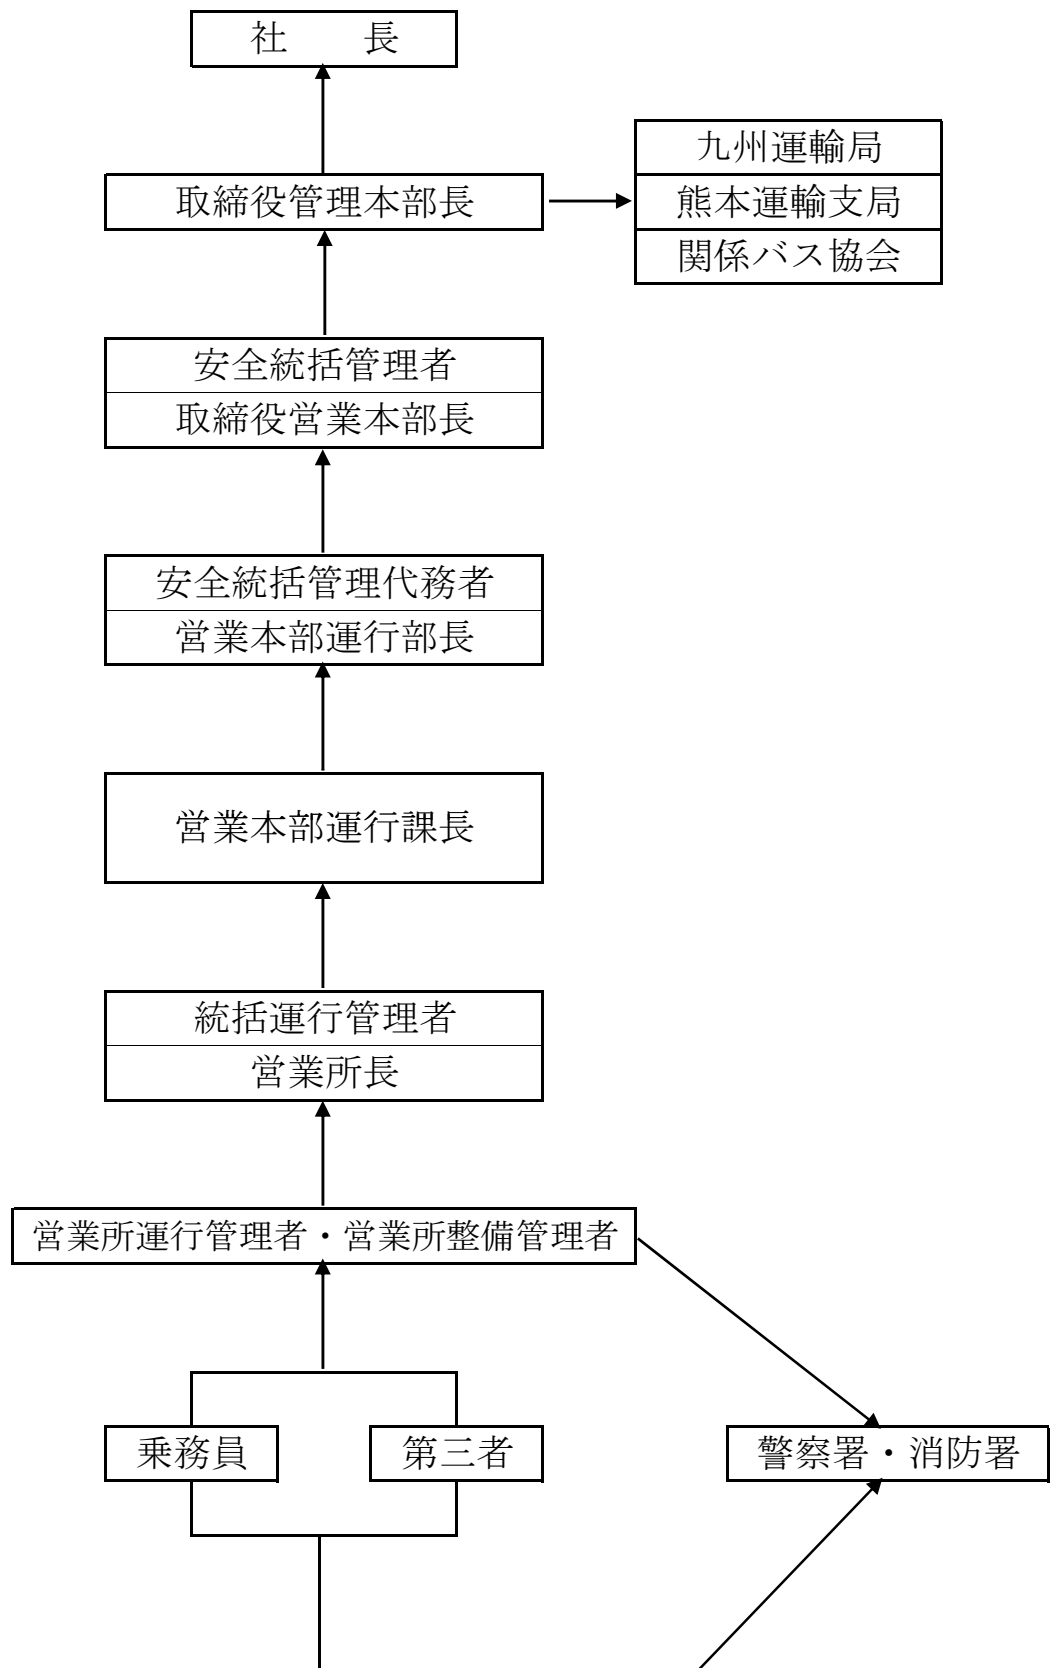 社　　長
九州運輸局
取締役管理本部長
熊本運輸支局
関係バス協会
安全統括管理者
取締役営業本部長
安全統括管理代務者
営業本部運行部長
営業本部運行課長
統括運行管理者
営業所長
営業所運行管理者・営業所整備管理者
乗務員
第三者
警察署・消防署